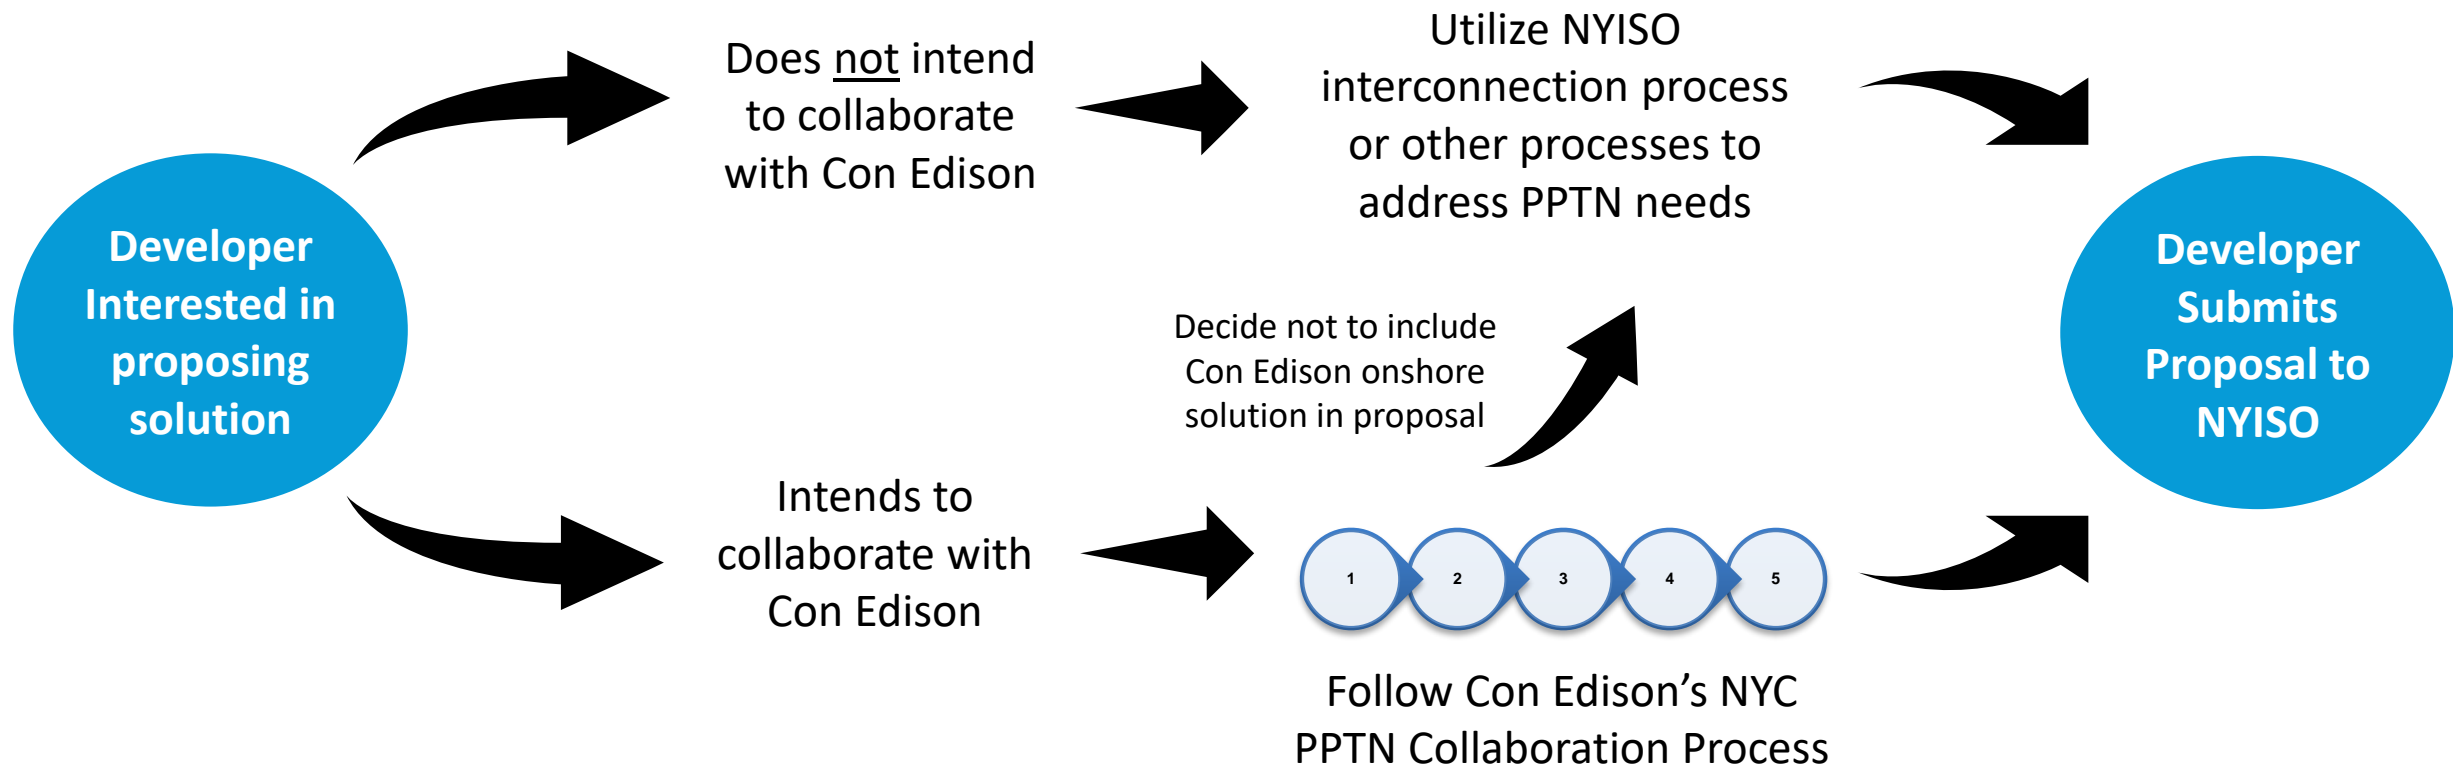 Developer
Interested in
proposing
solution
Does not intend
to collaborate
with Con Edison
Utilize NYISO
interconnection process
or other processes to
address PPTN needs
Decide not to include
Con Edison onshore
solution in proposal
Intends to
collaborate with
Con Edison
1
2
3
4
5
Follow Con Edison’s NYC
PPTN Collaboration Process
Developer
Submits
Proposal to
NYISO